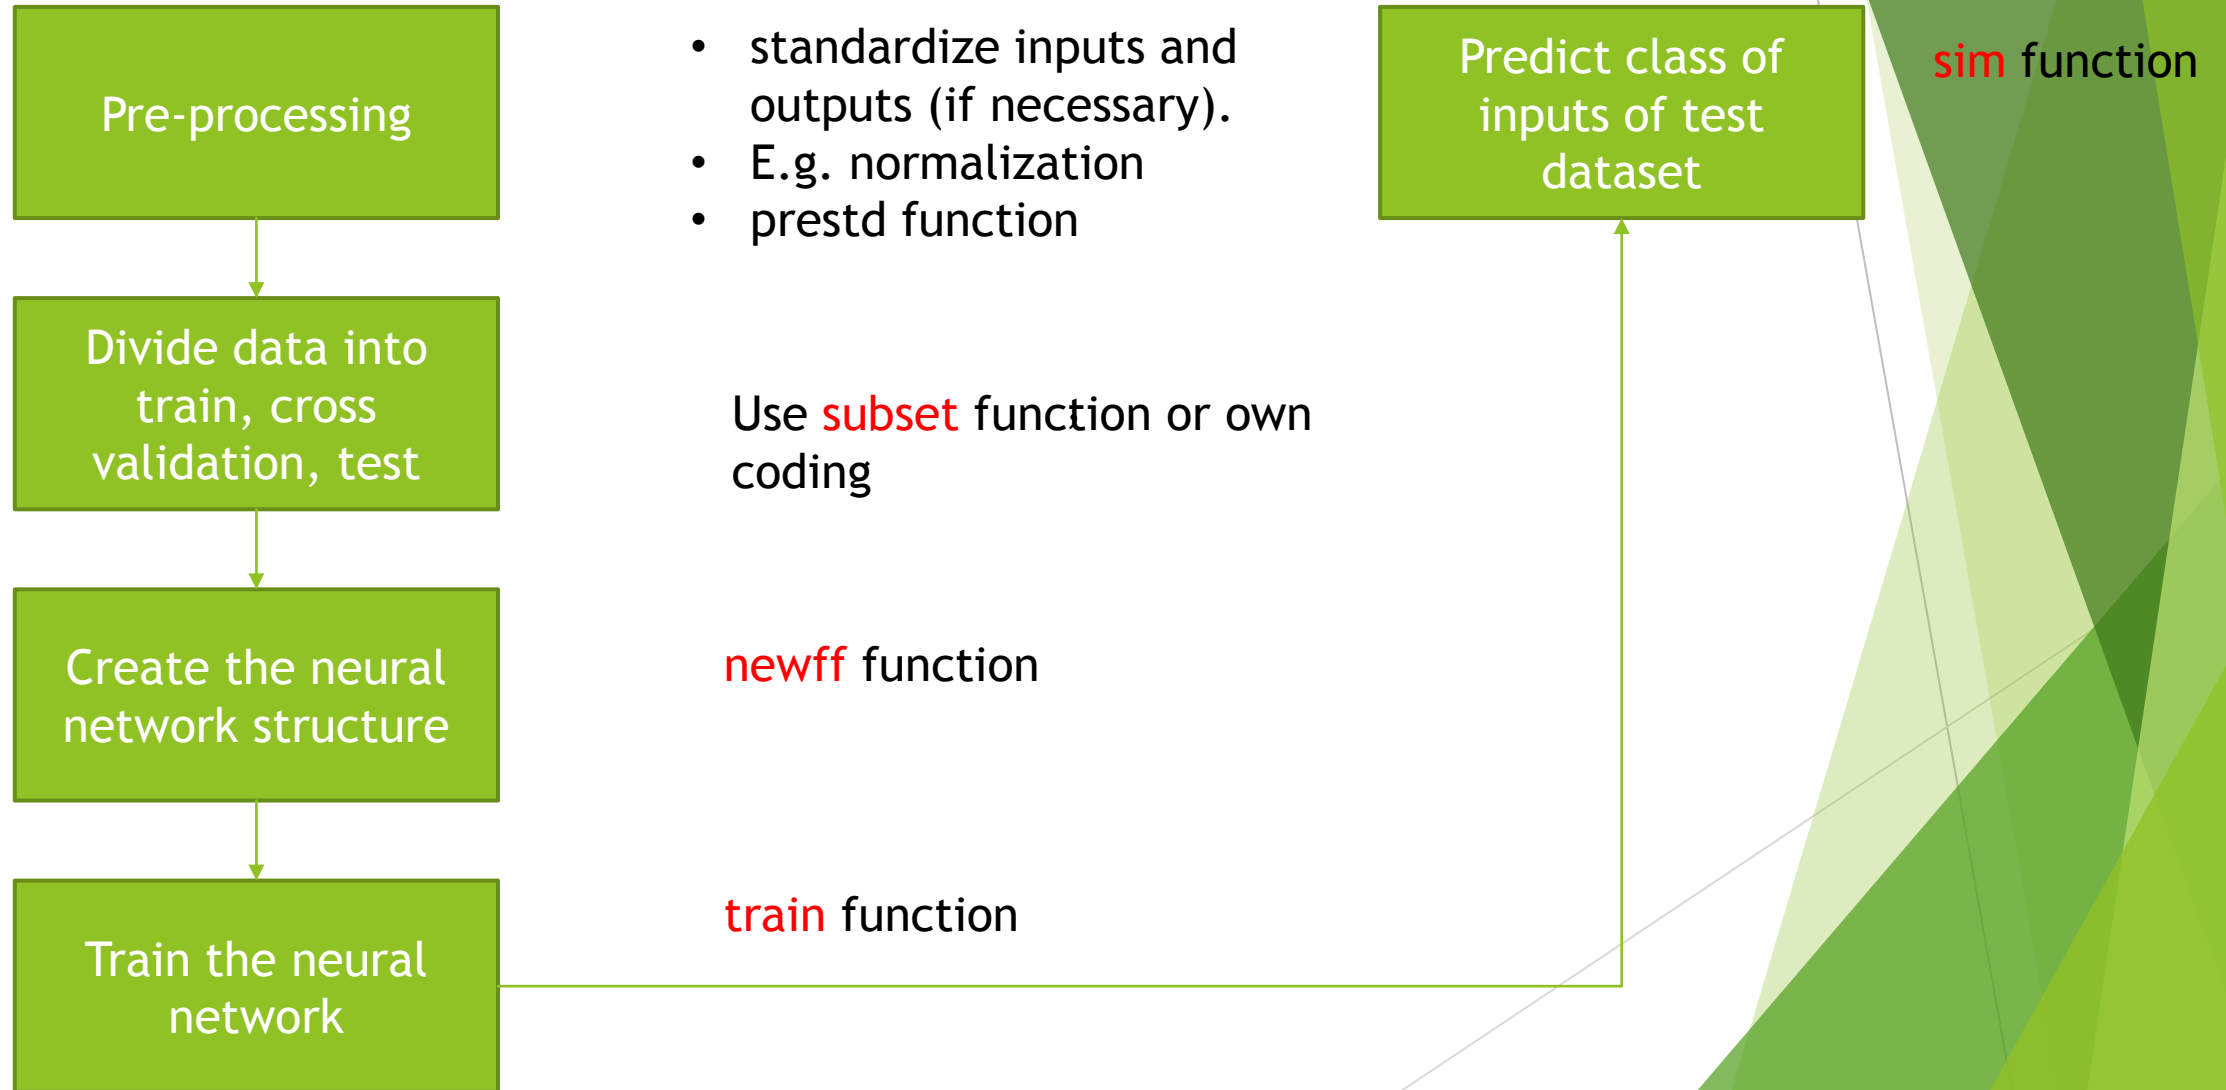 Pre-processing
• standardize inputs and
outputs (if necessary).
• E.g. normalization
• prestd function
Divide data into
train, cross
validation, test
Use subset function or own
coding
Create the neural
network structure
newff function
Train the neural
network
train function
Predict class of
inputs of test
dataset
sim function